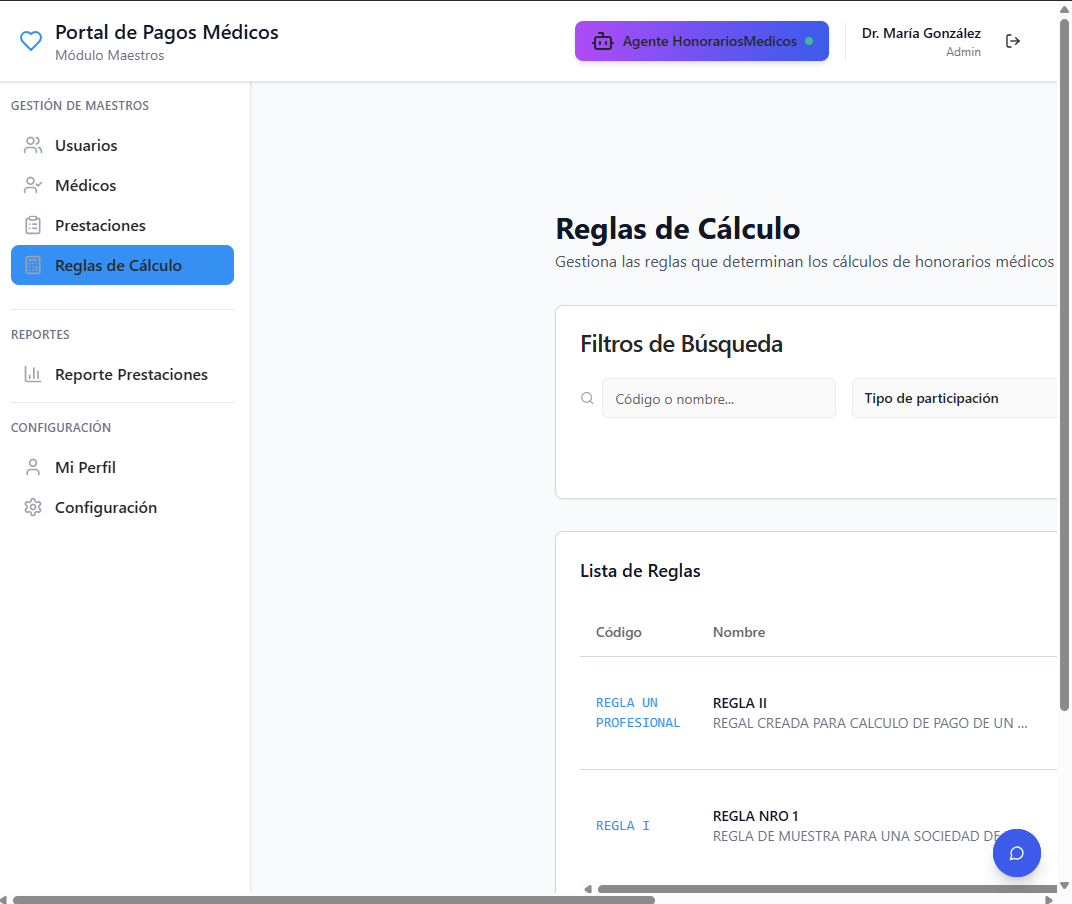 Portal de Pagos Médicos
Módulo Maestros
Agente HonorariosMedicos
Dr. María González
Admin
GESTIÓN DE MAESTROS
Usuarios
Médicos
Prestaciones
Reglas de Cálculo
REPORTES
Reporte Prestaciones
CONFIGURACIÓN
Mi Perfil
Configuración
Reglas de Cálculo
Gestiona las reglas que determinan los cálculos de honorarios médicos
Filtros de Búsqueda
Código o nombre...
Tipo de participación
Lista de Reglas
Código
Nombre
REGLA UN
PROFESIONAL
REGLA II
REGAL CREADA PARA CALCULO DE PAGO DE UN ...
REGLA I
REGLA NRO 1
REGLA DE MUESTRA PARA UNA SOCIEDAD DE